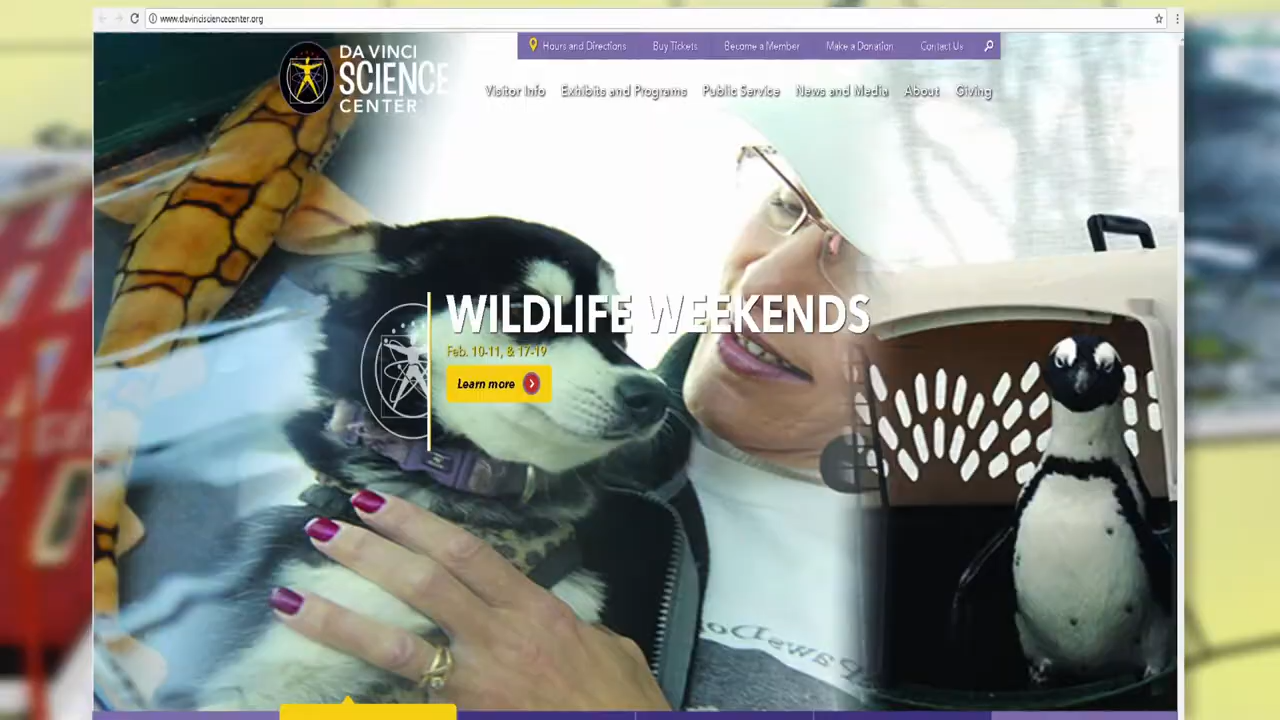 www.davincisciencecenter.org
DA VINCI
SCIENCE
CENTER
Hours and Directions Buy Tickets Become a Member Make a Donation Contact Us
Visitor Info Exhibits and Programs Public Service News and Media About Giving
WILDLIFE WEEKENDS
Feb. 10-11, & 17-19
Learn more